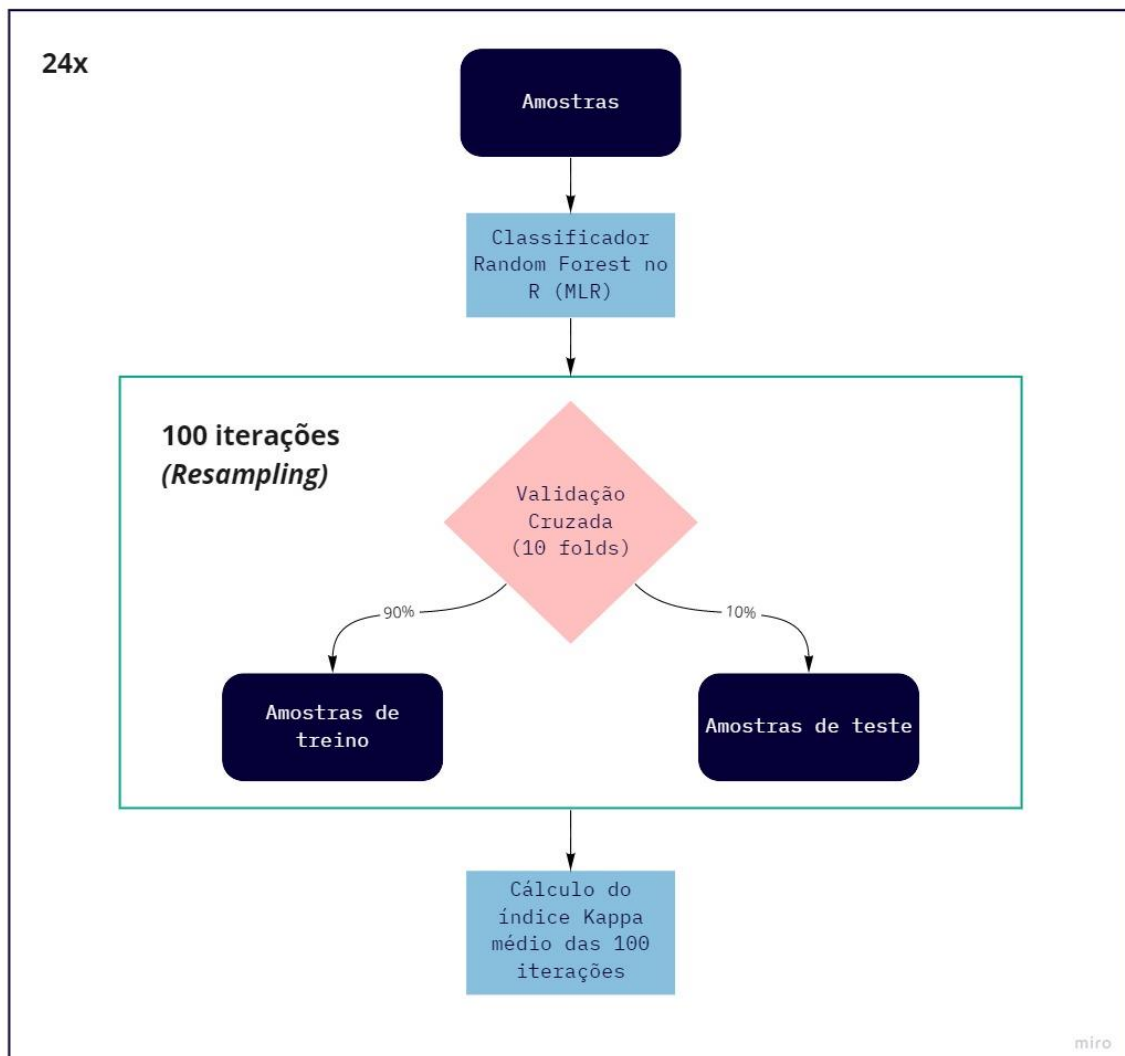 24x
Amostras
Classificador
Random Forest no
R (MLR)
100 iterações
(Resampling)
Validação
Cruzada
(10 folds)
90%
10%
Amostras de
treino
Amostras de teste
Cálculo do
índice Kappa
médio das 100
iterações
miro